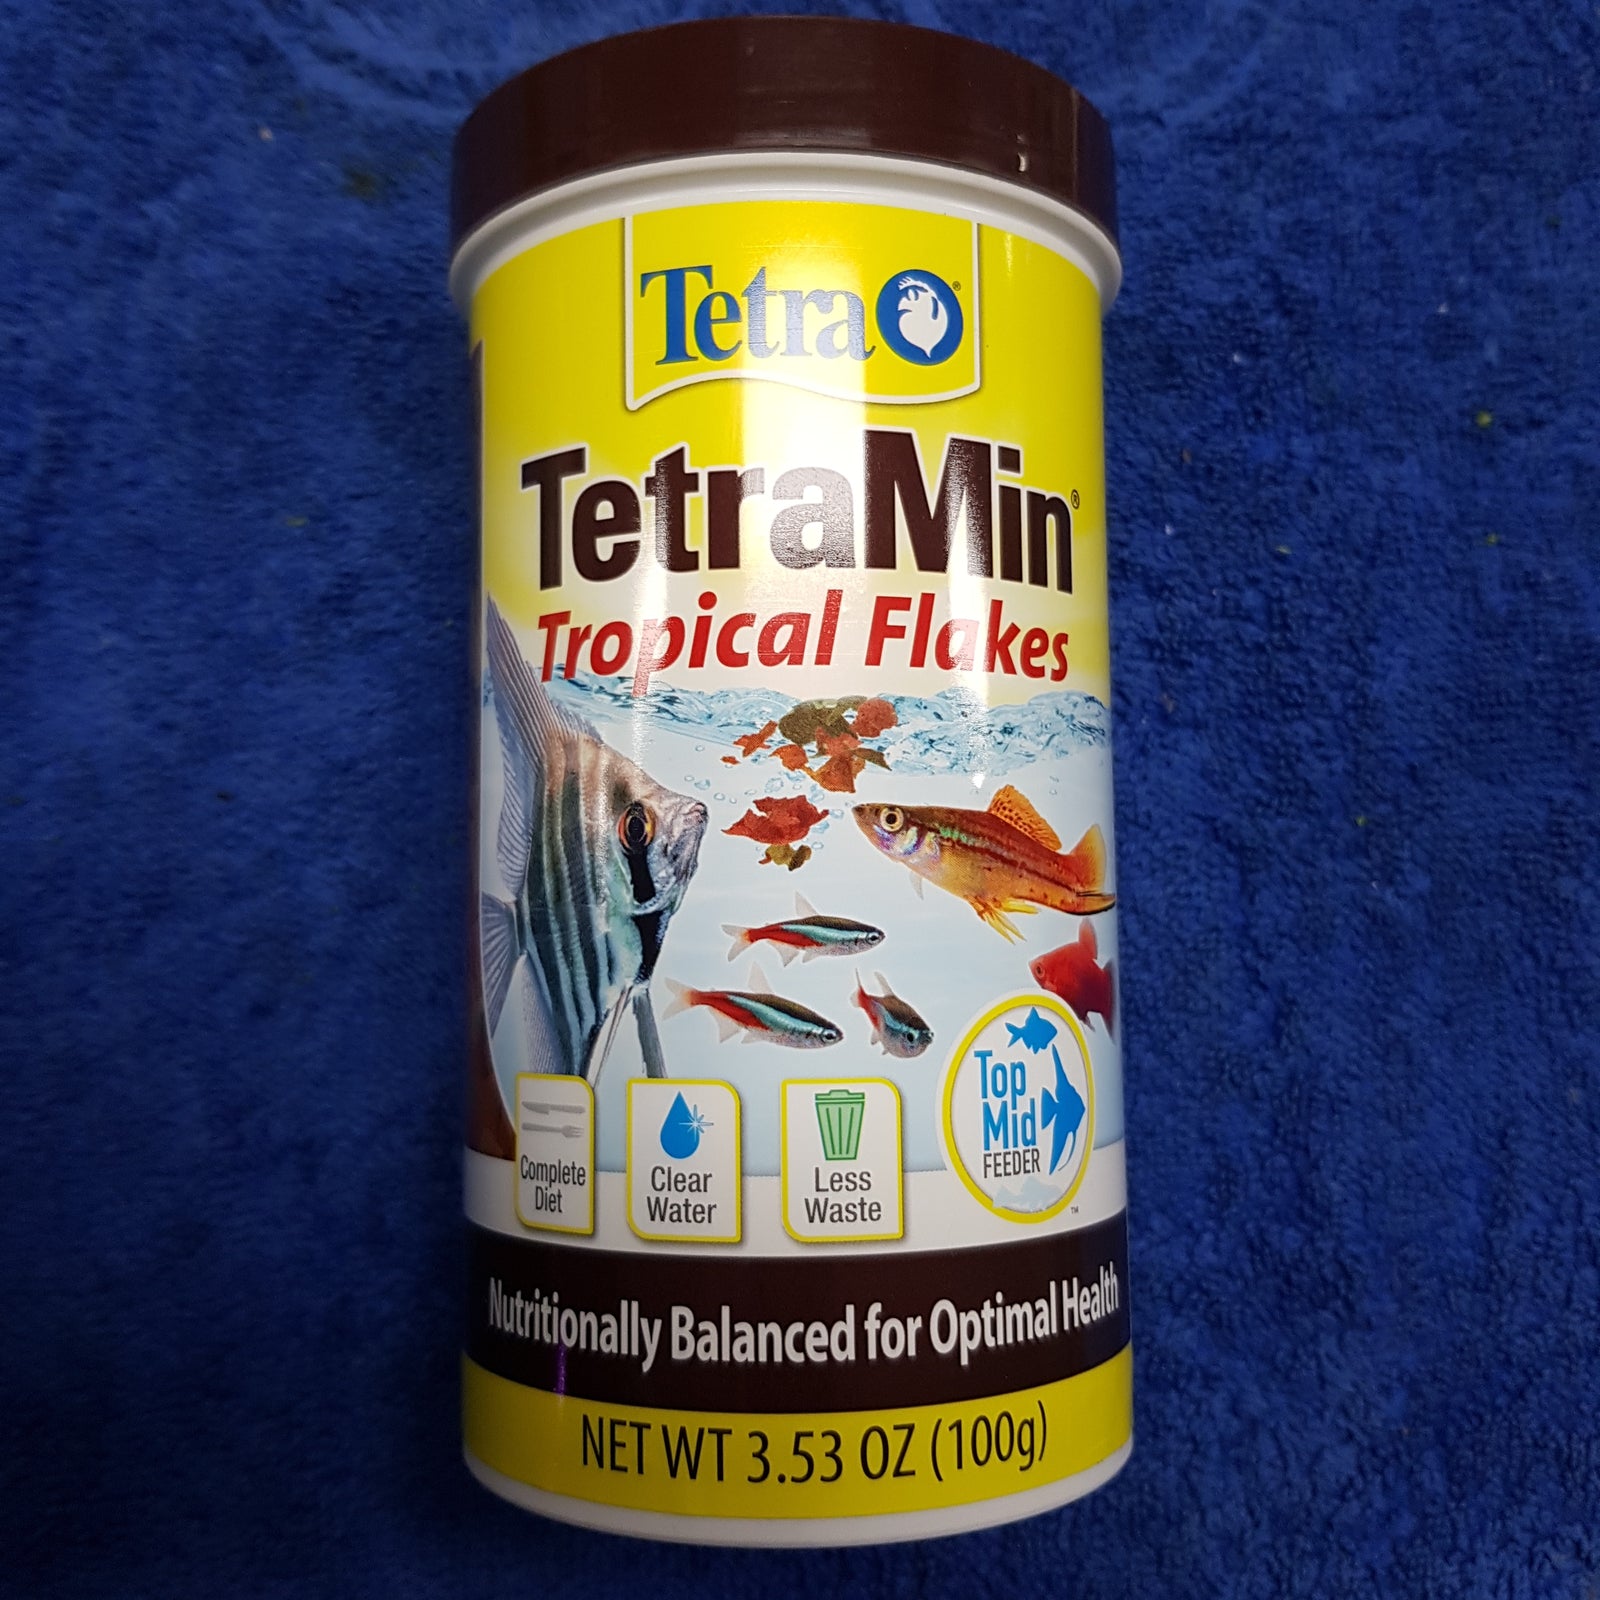 Tetra®
TetraMin®
Tropical Flakes
Complete
Diet
Clear
Water
Less
Waste
Top
Mid
FEEDER
™
Nutritionally Balanced for Optimal Health
NET WT 3.53 OZ (100g)